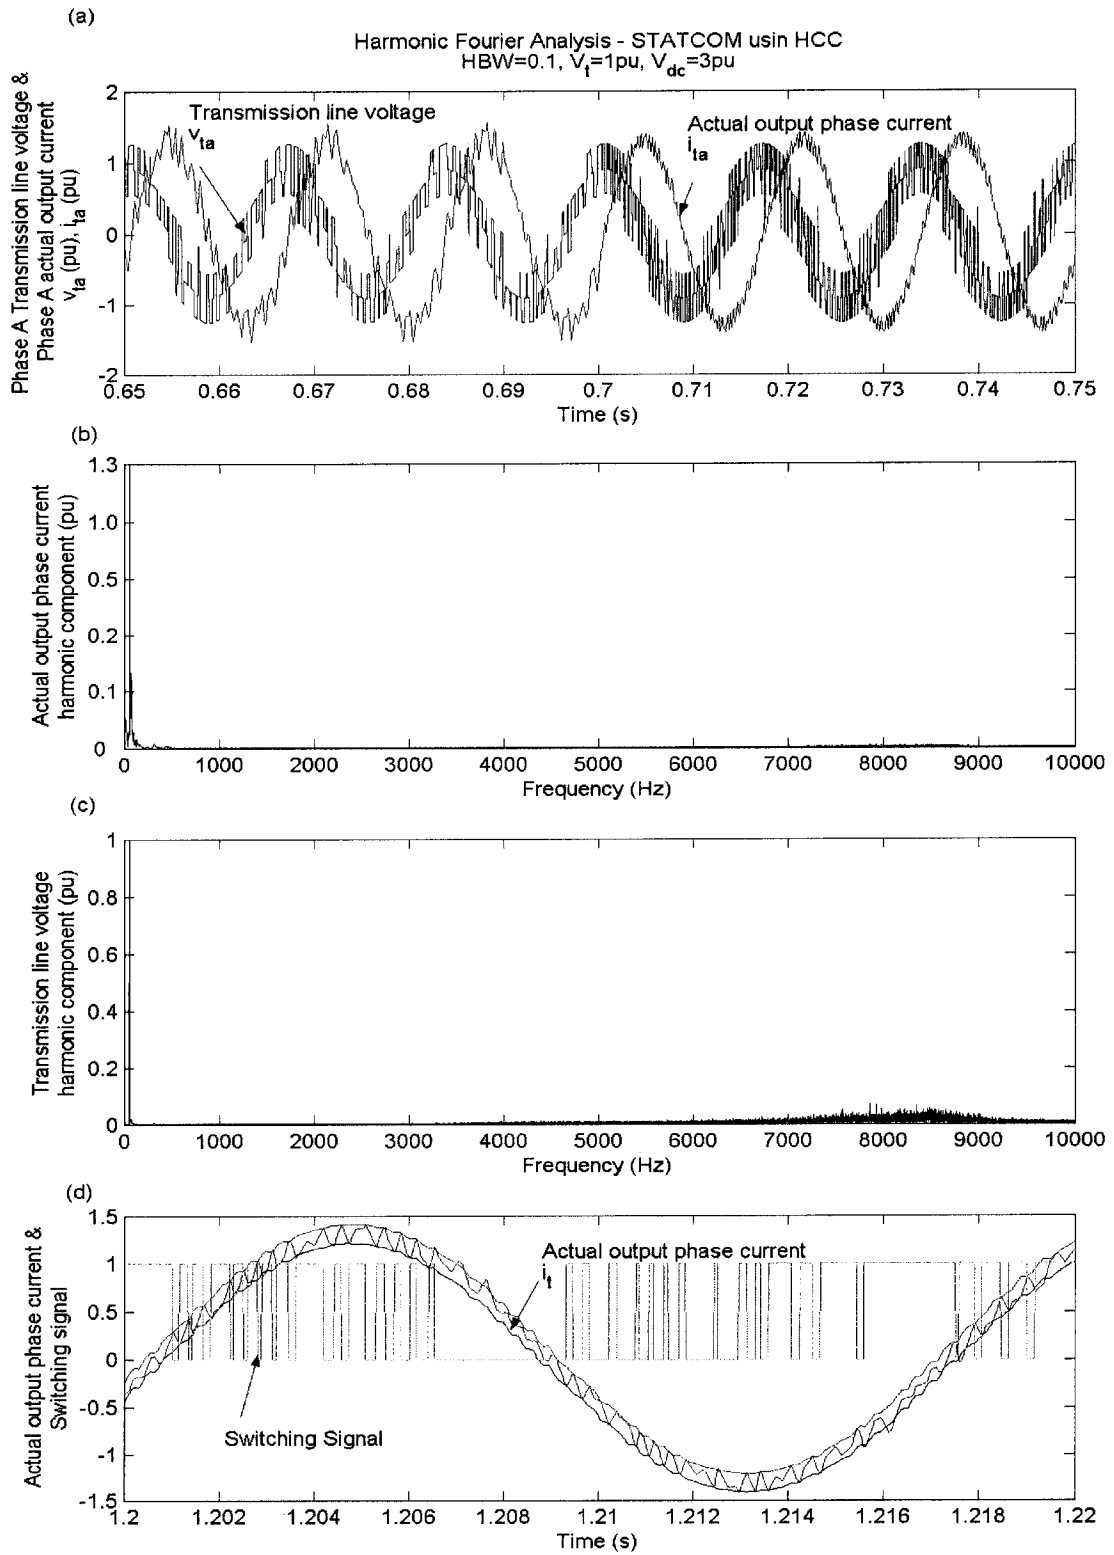 (a)
Harmonic Fourier Analysis - STATCOM usin HCC
HBW=0.1, Vt=1pu, Vdc=3pu
Phase A Transmission line voltage &
Phase A actual output current
vta (pu), ita (pu)
2
1
0
-1
-2
Transmission line voltage
vta
Actual output phase current
ita
0.65 0.66 0.67 0.68 0.69 0.7 0.71 0.72 0.73 0.74 0.75
Time (s)
(b)
Actual output phase current
harmonic component (pu)
1.3
1.0
0.5
0.2
0.1
0
0 1000 2000 3000 4000 5000 6000 7000 8000 9000 10000
Frequency (Hz)
(c)
Transmission line voltage
harmonic component (pu)
1
0.8
0.6
0.4
0.2
0
0 1000 2000 3000 4000 5000 6000 7000 8000 9000 10000
Frequency (Hz)
(d)
Actual output phase current &
Switching signal
1.5
1
0.5
0
-0.5
-1
-1.5
Actual output phase current
it
Switching Signal
1.2 1.202 1.204 1.206 1.208 1.21 1.212 1.214 1.216 1.218 1.22
Time (s)